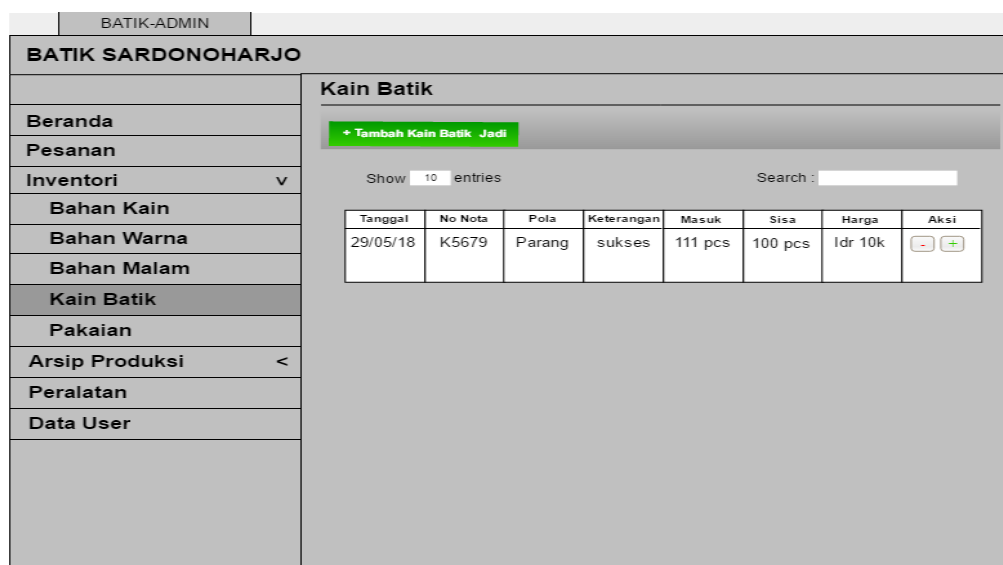 BATIK-ADMIN
BATIK SARDONOHARJO
Beranda
Pesanan
Inventori v
Bahan Kain
Bahan Warna
Bahan Malam
Kain Batik
Pakaian
Arsip Produksi <
Peralatan
Data User
Kain Batik
+ Tambah Kain Batik Jadi
Show 10 entries Search :
Tanggal No Nota Pola Keterangan Masuk Sisa Harga Aksi
29/05/18 K5679 Parang sukses 111 pcs 100 pcs Idr 10k - +